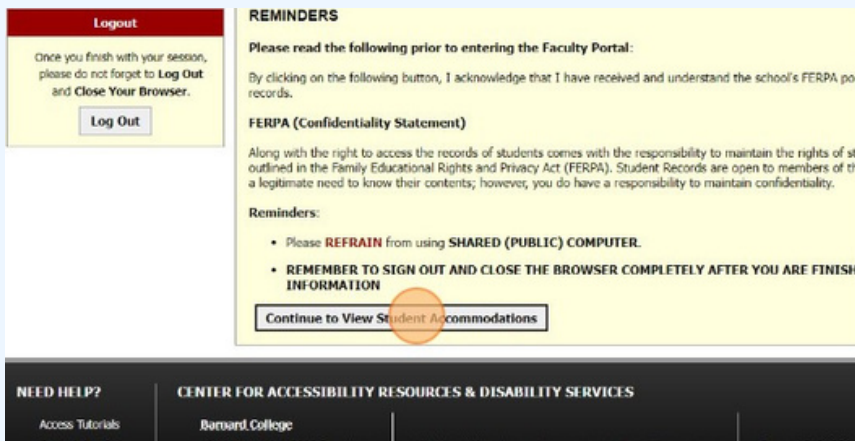 Logout
Once you finish with your session,
please do not forget to Log Out
and Close Your Browser.
Log Out
REMINDERS
Please read the following prior to entering the Faculty Portal:
By clicking on the following button, I acknowledge that I have received and understand the school's FERPA po
records.
FERPA (Confidentiality Statement)
Along with the right to access the records of students comes with the responsibility to maintain the rights of st
outlined in the Family Educational Rights and Privacy Act (FERPA). Student Records are open to members of th
a legitimate need to know their contents; however, you do have a responsibility to maintain confidentiality.
Reminders:
• Please REFRAIN from using SHARED (PUBLIC) COMPUTER.
• REMEMBER TO SIGN OUT AND CLOSE THE BROWSER COMPLETELY AFTER YOU ARE FINISH
INFORMATION
Continue to View Student Accommodations
NEED HELP?
Access Tutorials
CENTER FOR ACCESSIBILITY RESOURCES & DISABILITY SERVICES
Barnard College